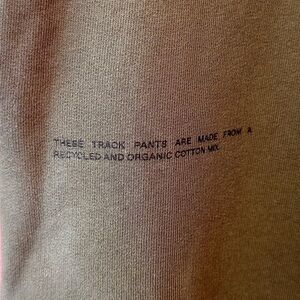 THESE TRACK PANTS ARE MADE FROM A
RECYCLED AND ORGANIC COTTON MIX.